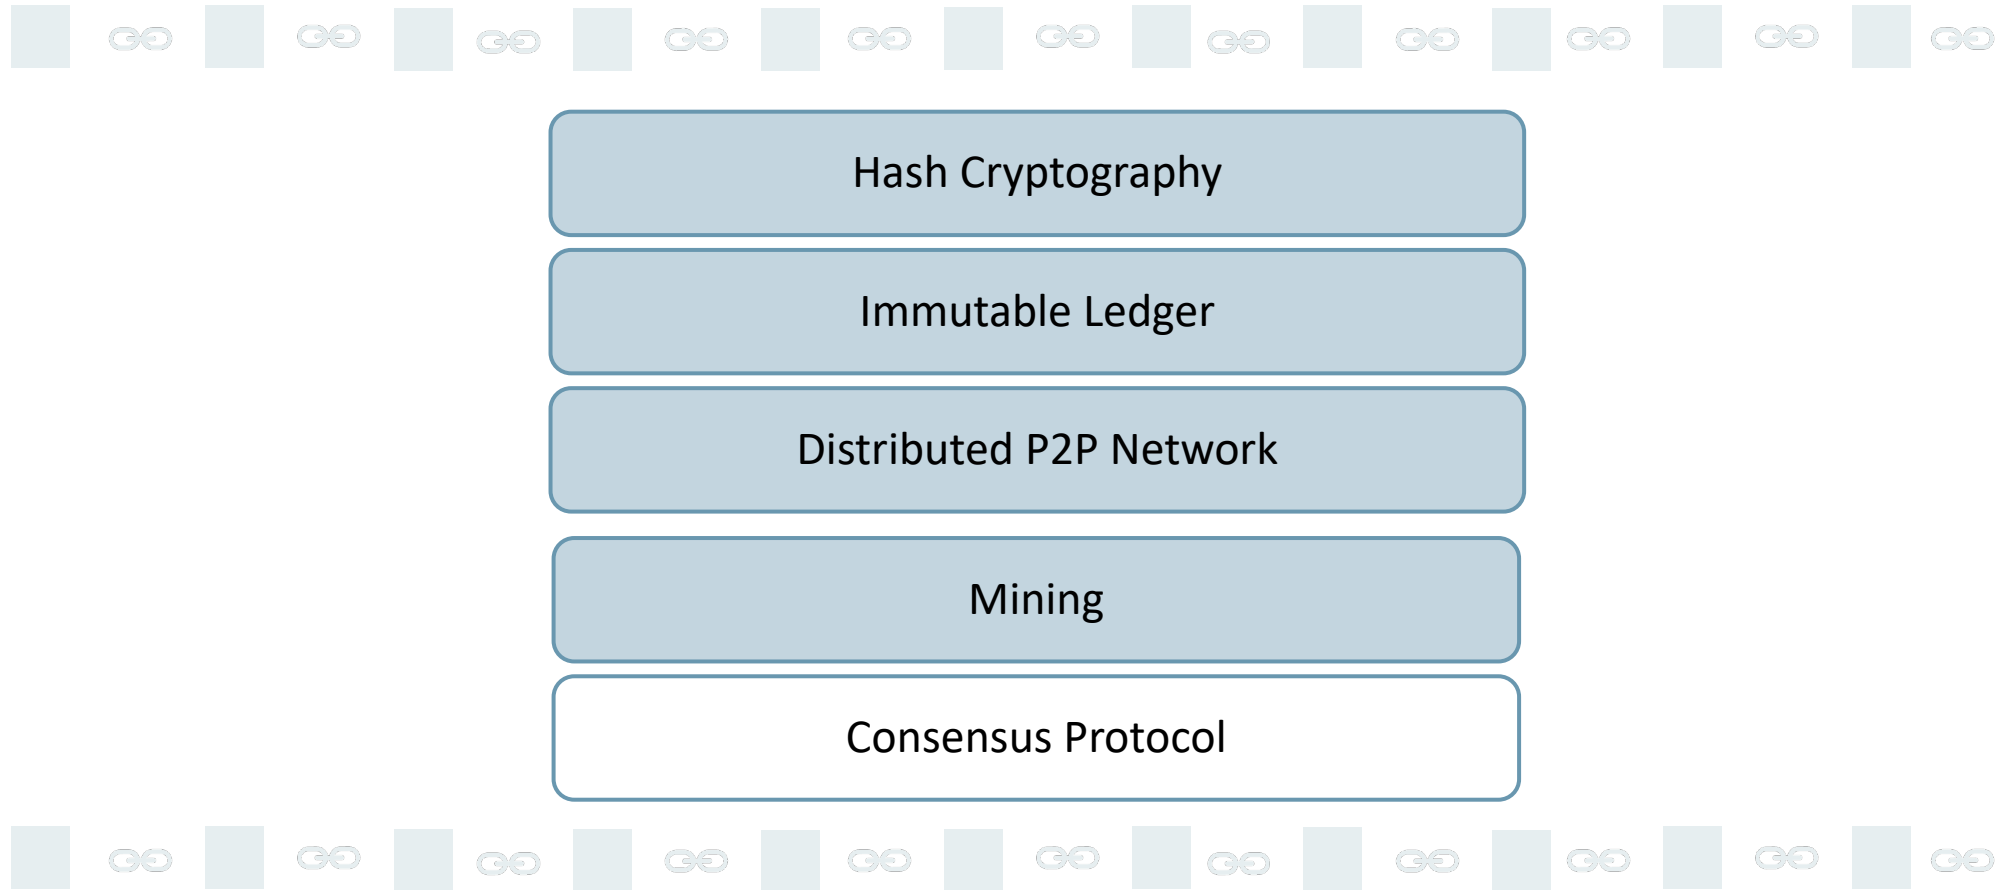 Hash Cryptography
Immutable Ledger
Distributed P2P Network
Mining
Consensus Protocol